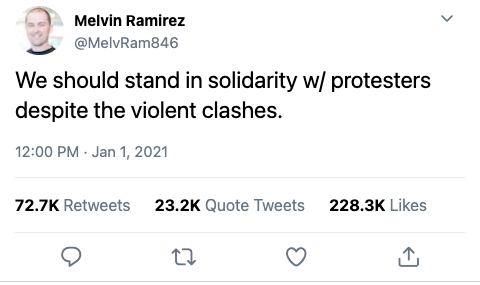 Melvin Ramirez
@MelvRam846
We should stand in solidarity w/ protesters
despite the violent clashes.
12:00 PM · Jan 1, 2021
72.7K Retweets 23.2K Quote Tweets 228.3K Likes